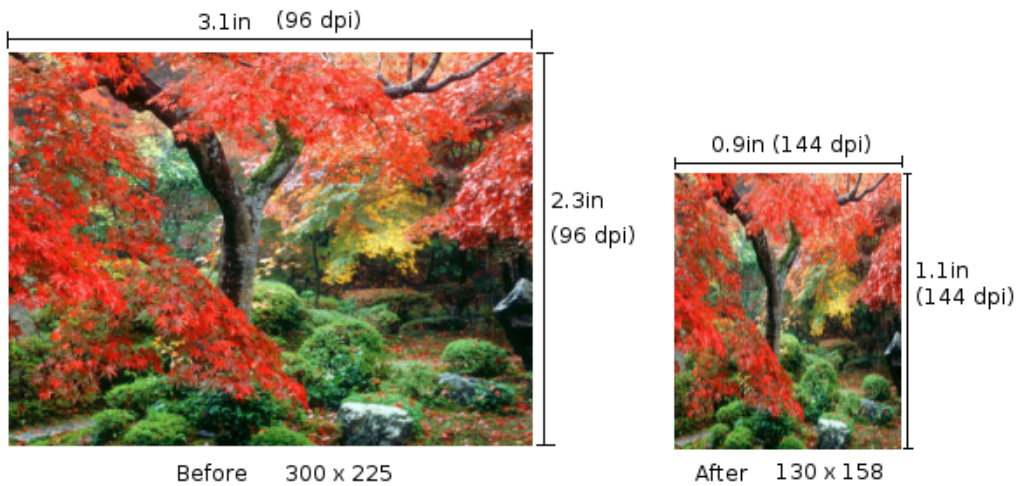 3.1in (96 dpi)
2.3in
(96 dpi)
Before 300 x 225
0.9in (144 dpi)
1.1in
(144 dpi)
After 130 x 158